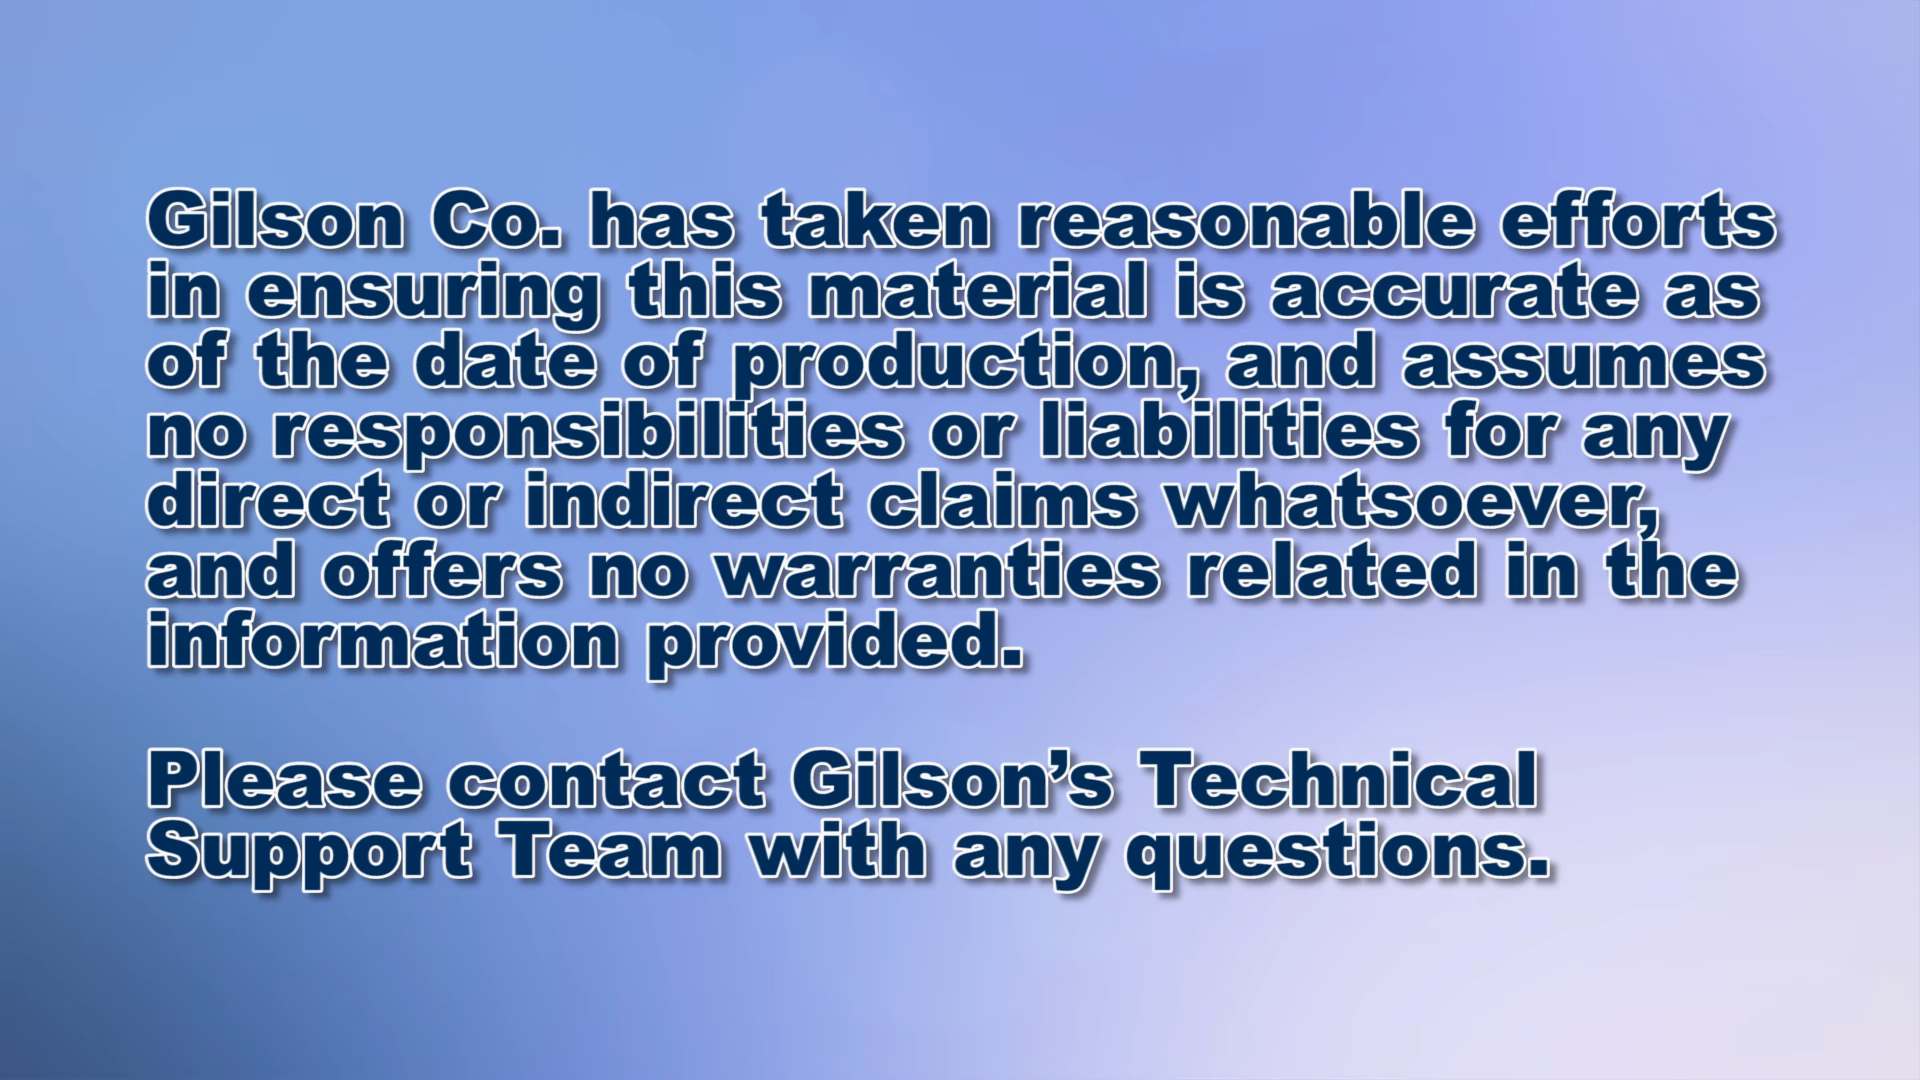 Gilson Co. has taken reasonable efforts
in ensuring this material is accurate as
of the date of production, and assumes
no responsibilities or liabilities for any
direct or indirect claims whatsoever,
and offers no warranties related in the
information provided.
Please contact Gilson’s Technical
Support Team with any questions.